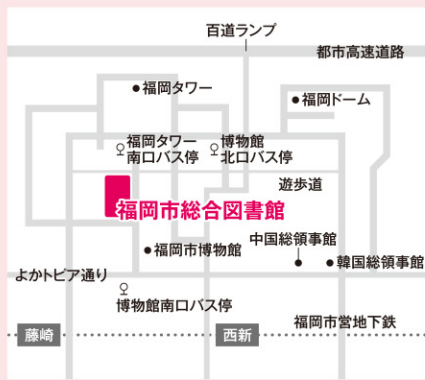 百道ランプ
都市高速道路
福岡タワー
福岡ドーム
福岡タワー
南口バス停
博物館
北口バス停
遊歩道
福岡市総合図書館
中国総領事館
福岡市博物館
韓国総領事館
よかトピア通り
博物館南口バス停
福岡市営地下鉄
藤崎
西新